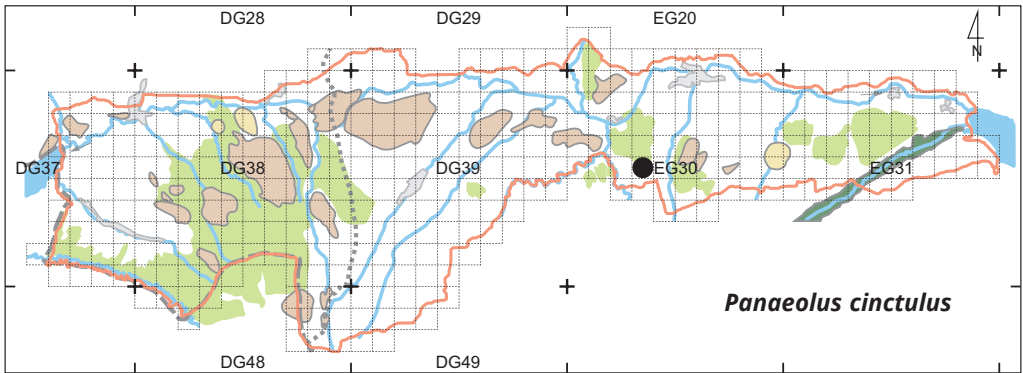 DG28 DG29 EG20
N
DG37 DG38 DG39 EG30 EG31
Panaeolus cinctulus
DG48 DG49